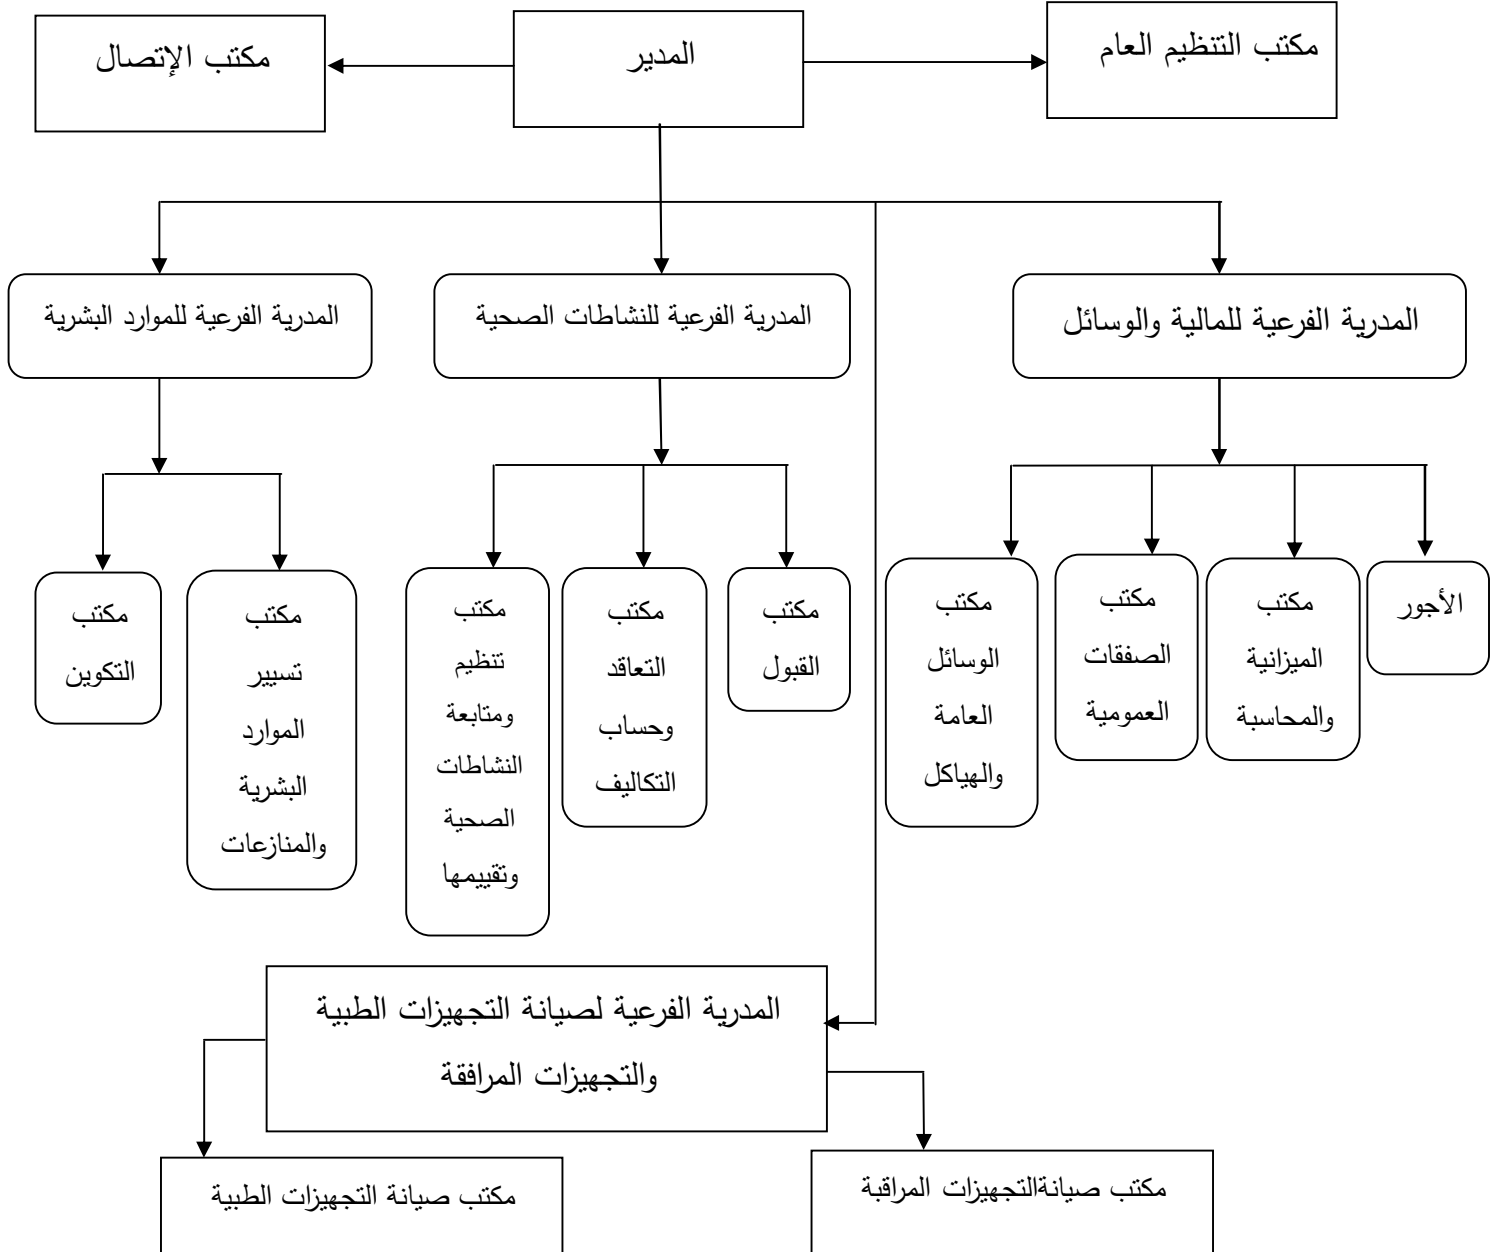 مكتب التنظيم العام
المدير
مكتب الإتصال
المدرية الفرعية للمالية والوسائل
المدرية الفرعية للنشاطات الصحية
المدرية الفرعية للموارد البشرية
الأجور
مكتب
الميزانية
والمحاسبة
مكتب
الصفقات
العمومية
مكتب
الوسائل
العامة
والهياكل
مكتب
القبول
مكتب
التعاقد
وحساب
التكاليف
مكتب
تنظيم
ومتابعة
النشاطات
الصحية
وتقييمها
مكتب
تسيير
الموارد
البشرية
والمنازعات
مكتب
التكوين
المدرية الفرعية لصيانة التجهيزات الطبية
والتجهيزات المرافقة
مكتب صيانةالتجهيزات المراقبة
مكتب صيانة التجهيزات الطبية